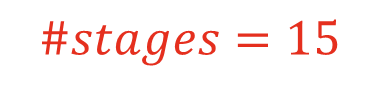 #stages = 15